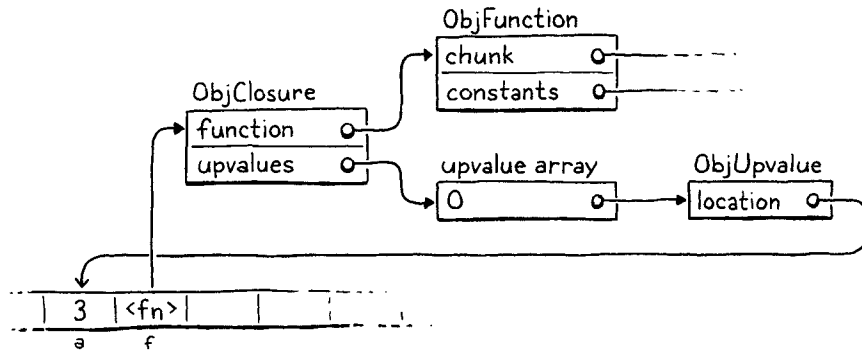 ObjFunction
chunk
constants
ObjClosure
function
upvalues
upvalue array
0
ObjUpvalue
location
3 <fn>
a f